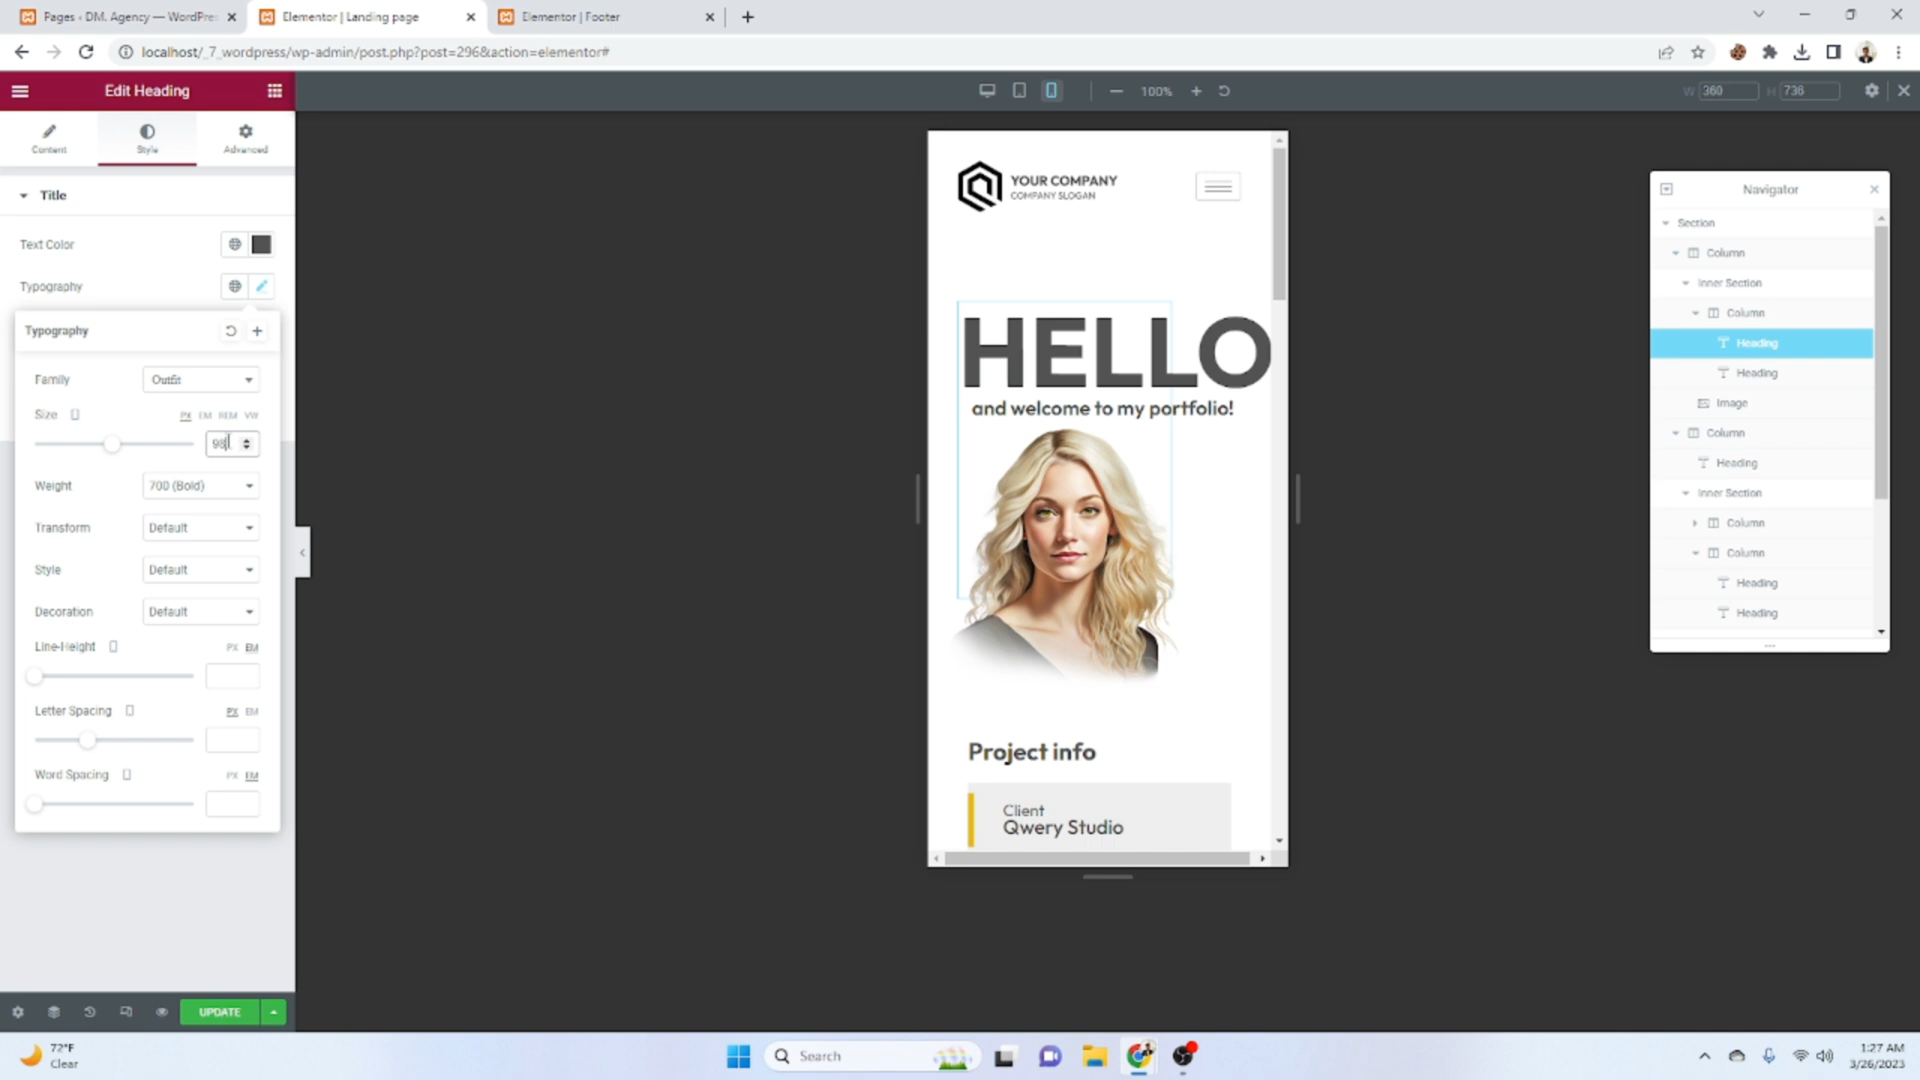 Pages ‹ DM. Agency — WordPre
Elementor | Landing page
Elementor | Footer
localhost/_7_wordpress/wp-admin/post.php?post=296&action=elementor#
Edit Heading
100%
W 360 H 736
Content
Style
Advanced
Title
Text Color
Typography
Typography
Family
Outfit
Size
PX EM REM VW
98
Weight
700 (Bold)
Transform
Default
Style
Default
Decoration
Default
Line-Height
PX EM
Letter Spacing
PX EM
Word Spacing
PX EM
UPDATE
YOUR COMPANY
COMPANY SLOGAN
HELLO
and welcome to my portfolio!
Project info
Client
Qwery Studio
Navigator
Section
Column
Inner Section
Column
Heading
Heading
Image
Column
Heading
Inner Section
Column
Column
Heading
Heading
72°F
Clear
Search
1:27 AM
3/26/2023